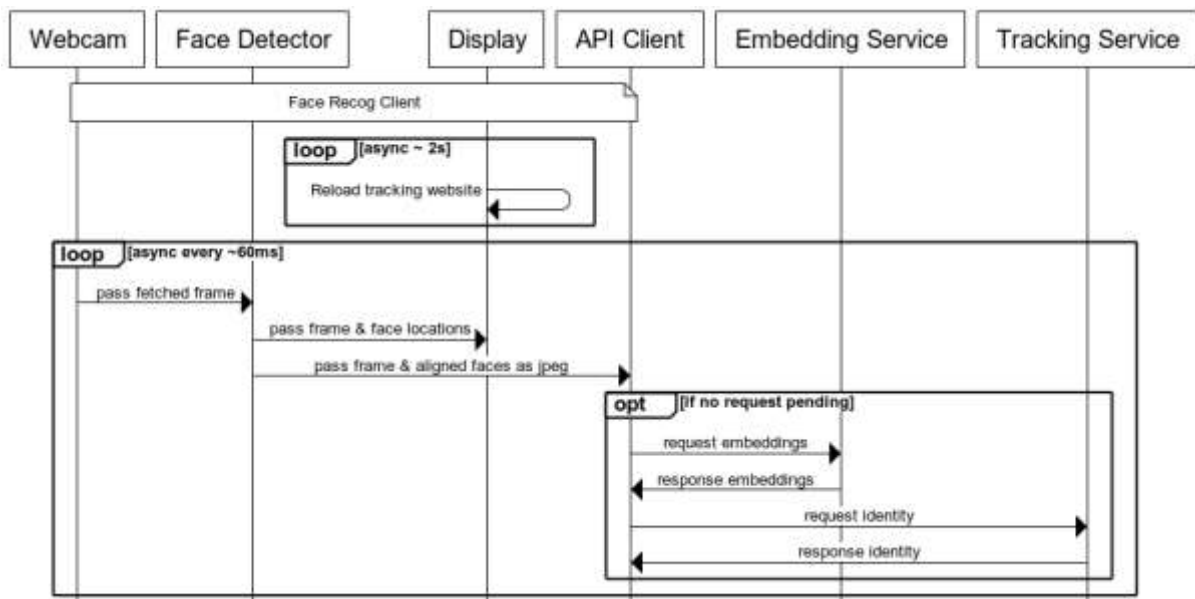 Webcam
Face Detector
Display
API Client
Embedding Service
Tracking Service
Face Recog Client
loop [async ~ 2s]
Reload tracking website
loop [async every ~60ms]
pass fetched frame
pass frame & face locations
pass frame & aligned faces as jpeg
opt [if no request pending]
request embeddings
response embeddings
request identity
response identity